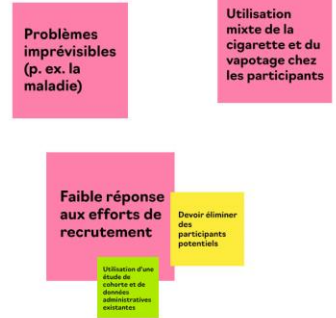 Problèmes
imprévisibles
(p. ex. la
maladie)
Utilisation
mixte de la
cigarette et du
vapotage chez
les participants
Faible réponse
aux efforts de
recrutement
Devoir éliminer
des
participants
potentiels
Utilisation d'une
étude de
cohorte et de
données
administratives
existantes